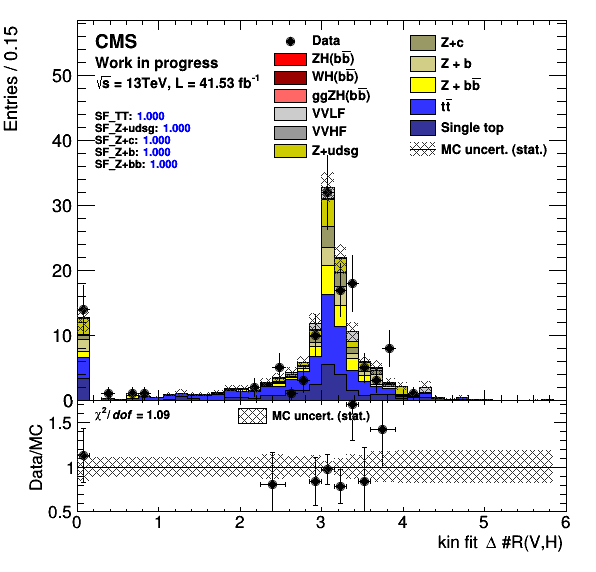 CMS
Work in progress
√s = 13TeV, L = 41.53 fb⁻¹
SF_TT: 1.000
SF_Z+udsg: 1.000
SF_Z+c: 1.000
SF_Z+b: 1.000
SF_Z+bb: 1.000
Data
ZH(bb̅)
WH(bb̅)
ggZH(bb̅)
VVLF
VVHF
Z+udsg
Z+c
Z + b
Z + bb̅
tt̅
Single top
MC uncert. (stat.)
Entries / 0.15
50
40
30
20
10
0
χ²/ dof = 1.09
MC uncert. (stat.)
Data/MC
1.5
1
0.5
0 1 2 3 4 5 6
kin fit Δ #R(V,H)